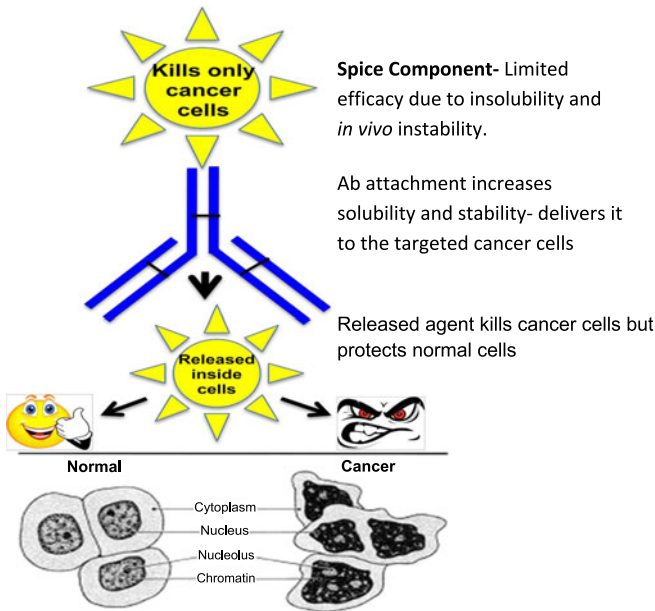 Kills only
cancer
cells
Spice Component- Limited
efficacy due to insolubility and
in vivo instability.
Ab attachment increases
solubility and stability- delivers it
to the targeted cancer cells
Released agent kills cancer cells but
protects normal cells
Released
inside
cells
Normal
Cancer
Cytoplasm
Nucleus
Nucleolus
Chromatin